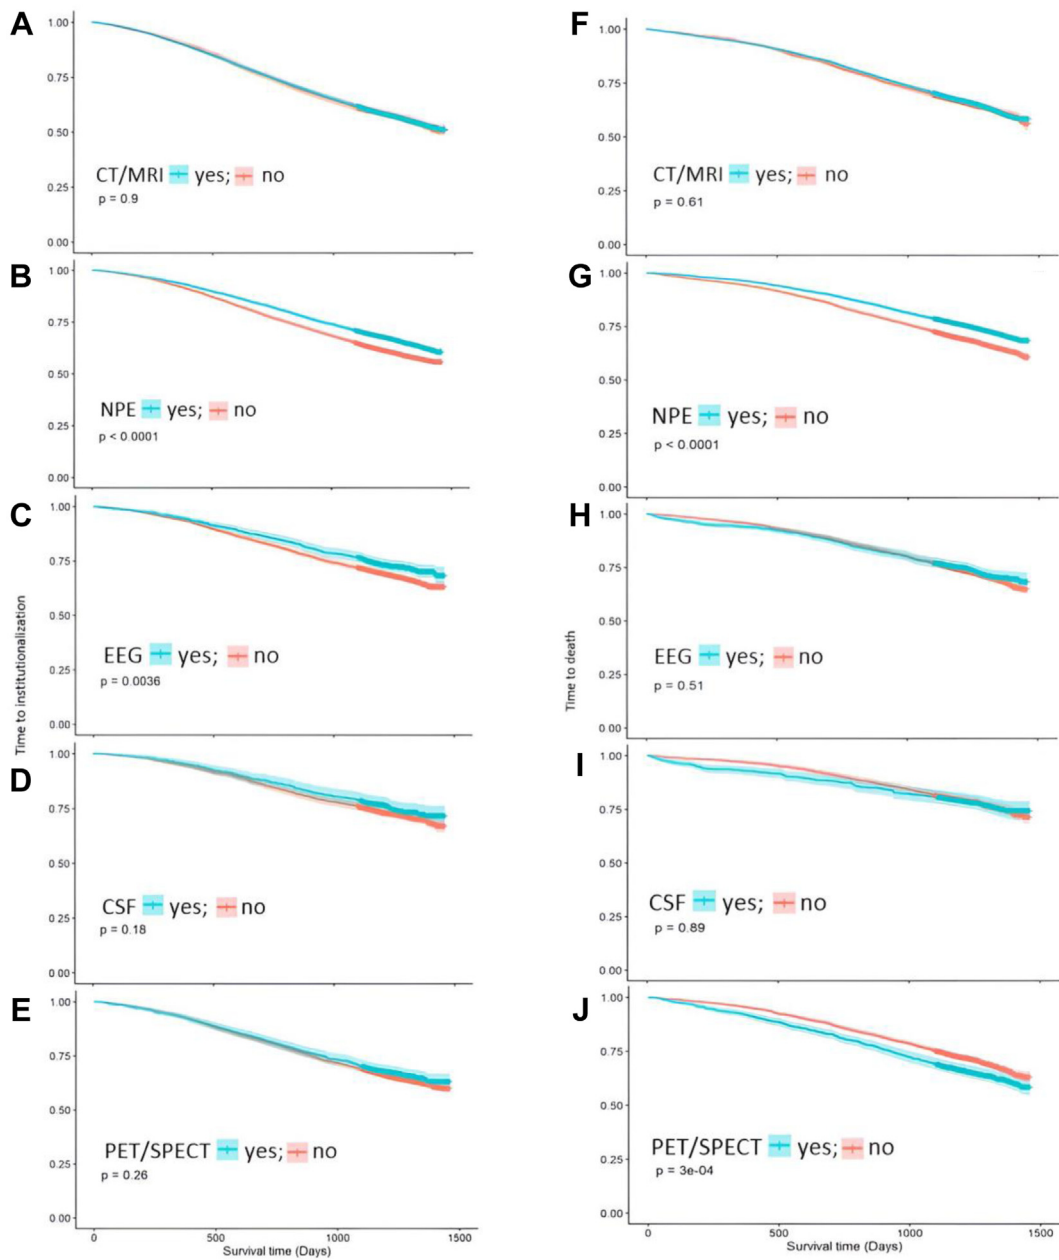 A
1.00
0.75
0.50
0.25
0.00
CT/MRI yes; no
p = 0.9
B
1.00
0.75
0.50
0.25
0.00
NPE yes; no
p < 0.0001
C
1.00
0.75
0.50
0.25
0.00
EEG yes; no
p = 0.0036
Time to institutionalization
D
1.00
0.75
0.50
0.25
0.00
CSF yes; no
p = 0.18
E
1.00
0.75
0.50
0.25
0.00
PET/SPECT yes; no
p = 0.26
0 500 1000 1500
Survival time (Days)
F
1.00
0.75
0.50
0.25
0.00
CT/MRI yes; no
p = 0.61
G
1.00
0.75
0.50
0.25
0.00
NPE yes; no
p < 0.0001
H
1.00
0.75
0.50
0.25
0.00
EEG yes; no
p = 0.51
Time to death
I
1.00
0.75
0.50
0.25
0.00
CSF yes; no
p = 0.89
J
1.00
0.75
0.50
0.25
0.00
PET/SPECT yes; no
p = 3e-04
0 500 1000 1500
Survival time (Days)